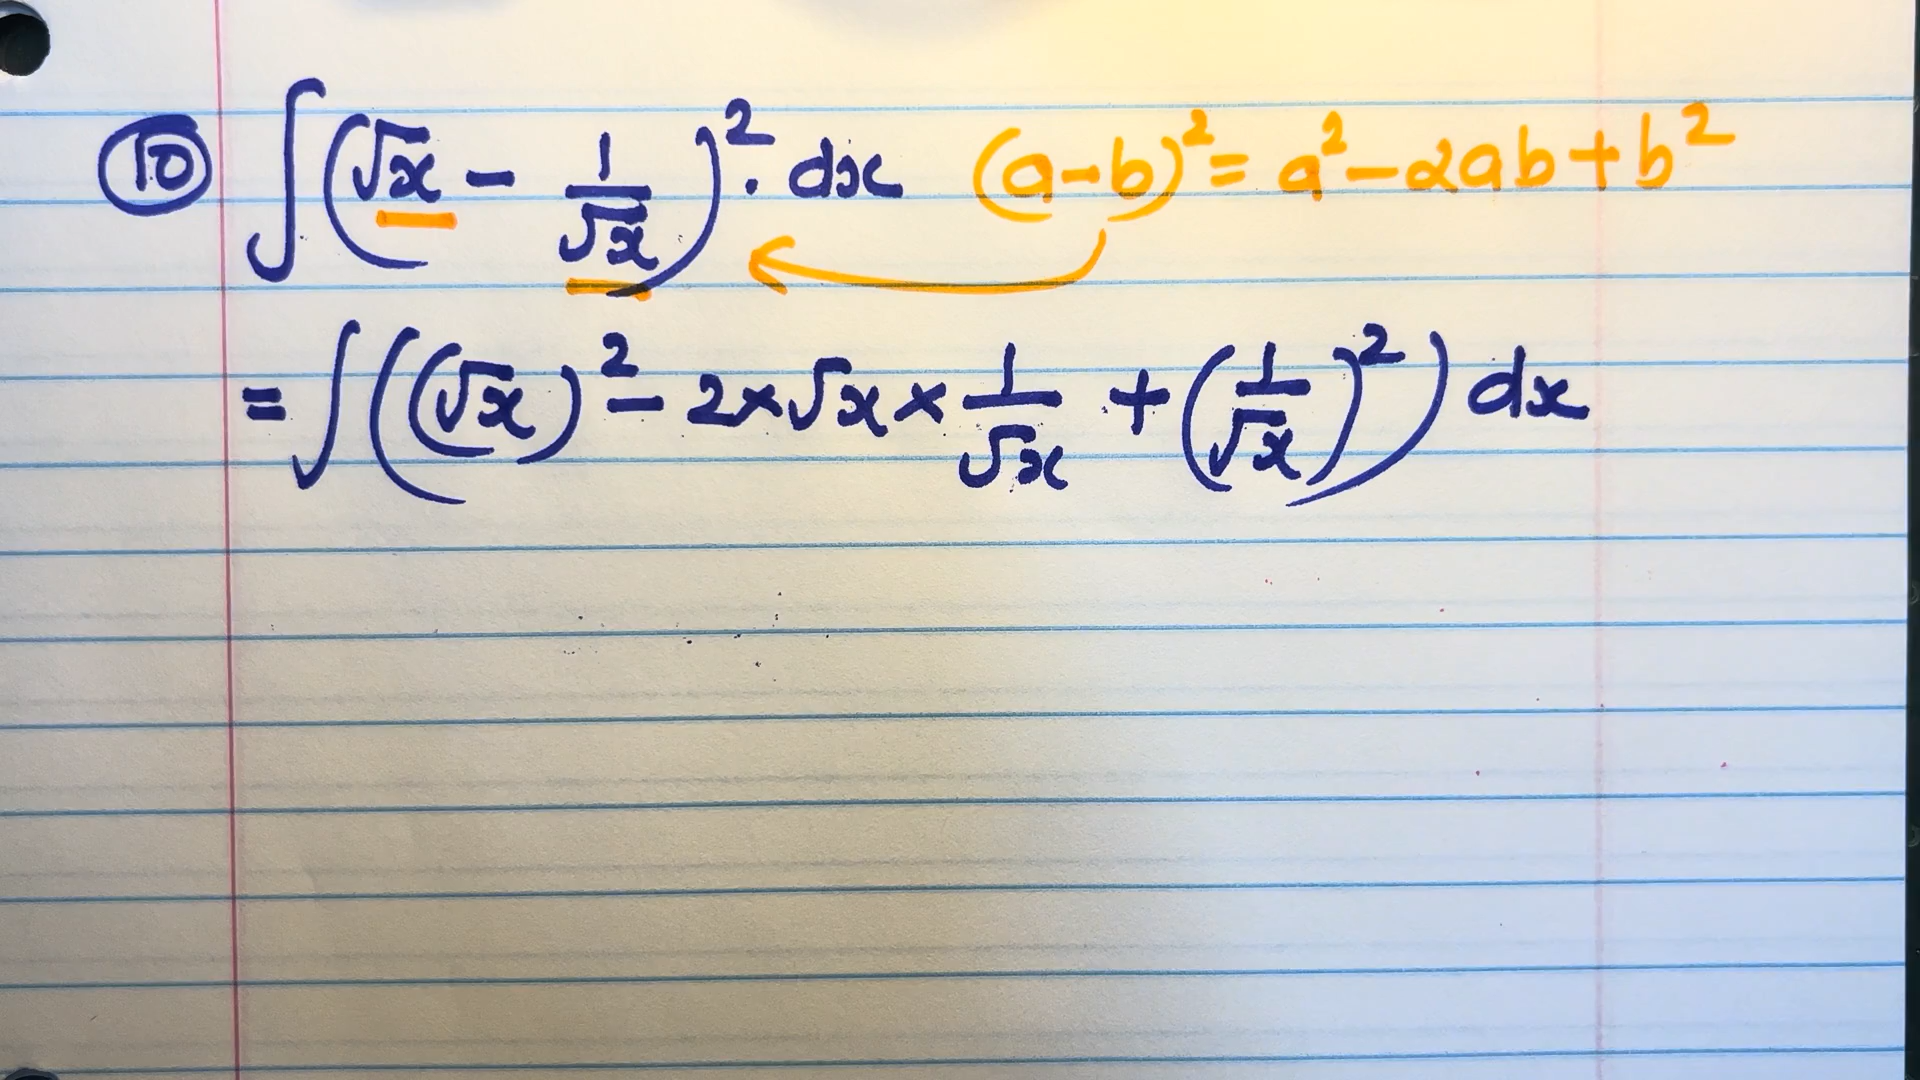 ⑩ ∫(√x − 1/√x)². dx (a−b)² = a² − 2ab + b²
= ∫((√x)² − 2×√x×1/√x + (1/√x)²) dx